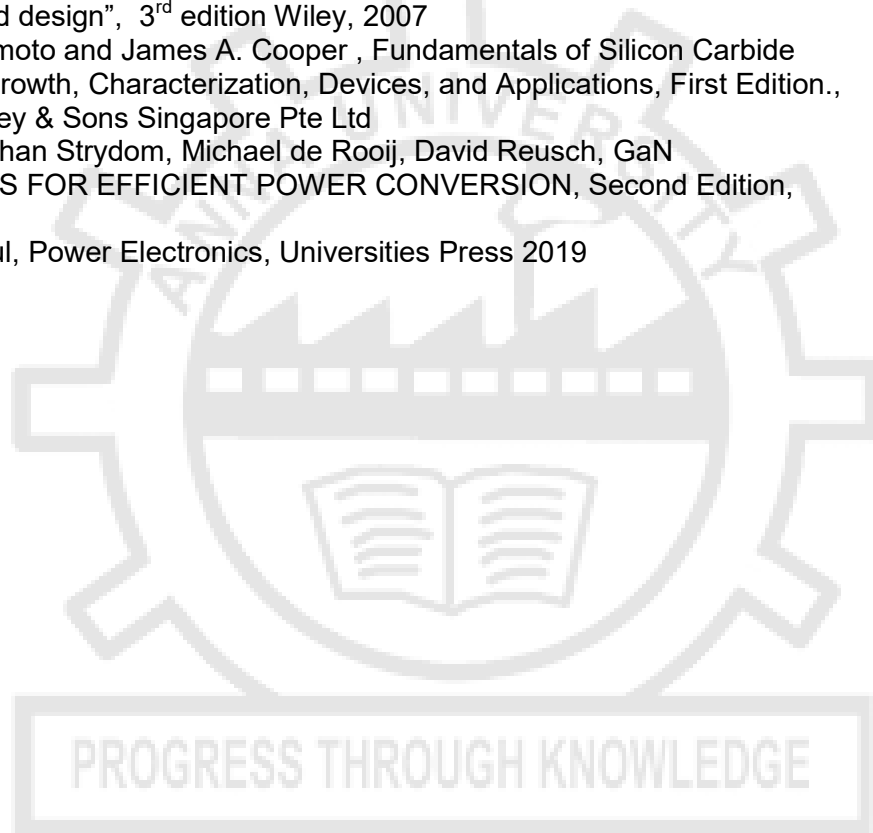 d design”, 3rd edition Wiley, 2007
moto and James A. Cooper , Fundamentals of Silicon Carbide
rowth, Characterization, Devices, and Applications, First Edition.,
ey & Sons Singapore Pte Ltd
han Strydom, Michael de Rooij, David Reusch, GaN
S FOR EFFICIENT POWER CONVERSION, Second Edition,
ul, Power Electronics, Universities Press 2019
UNIVERSITY
PROGRESS THROUGH KNOWLEDGE